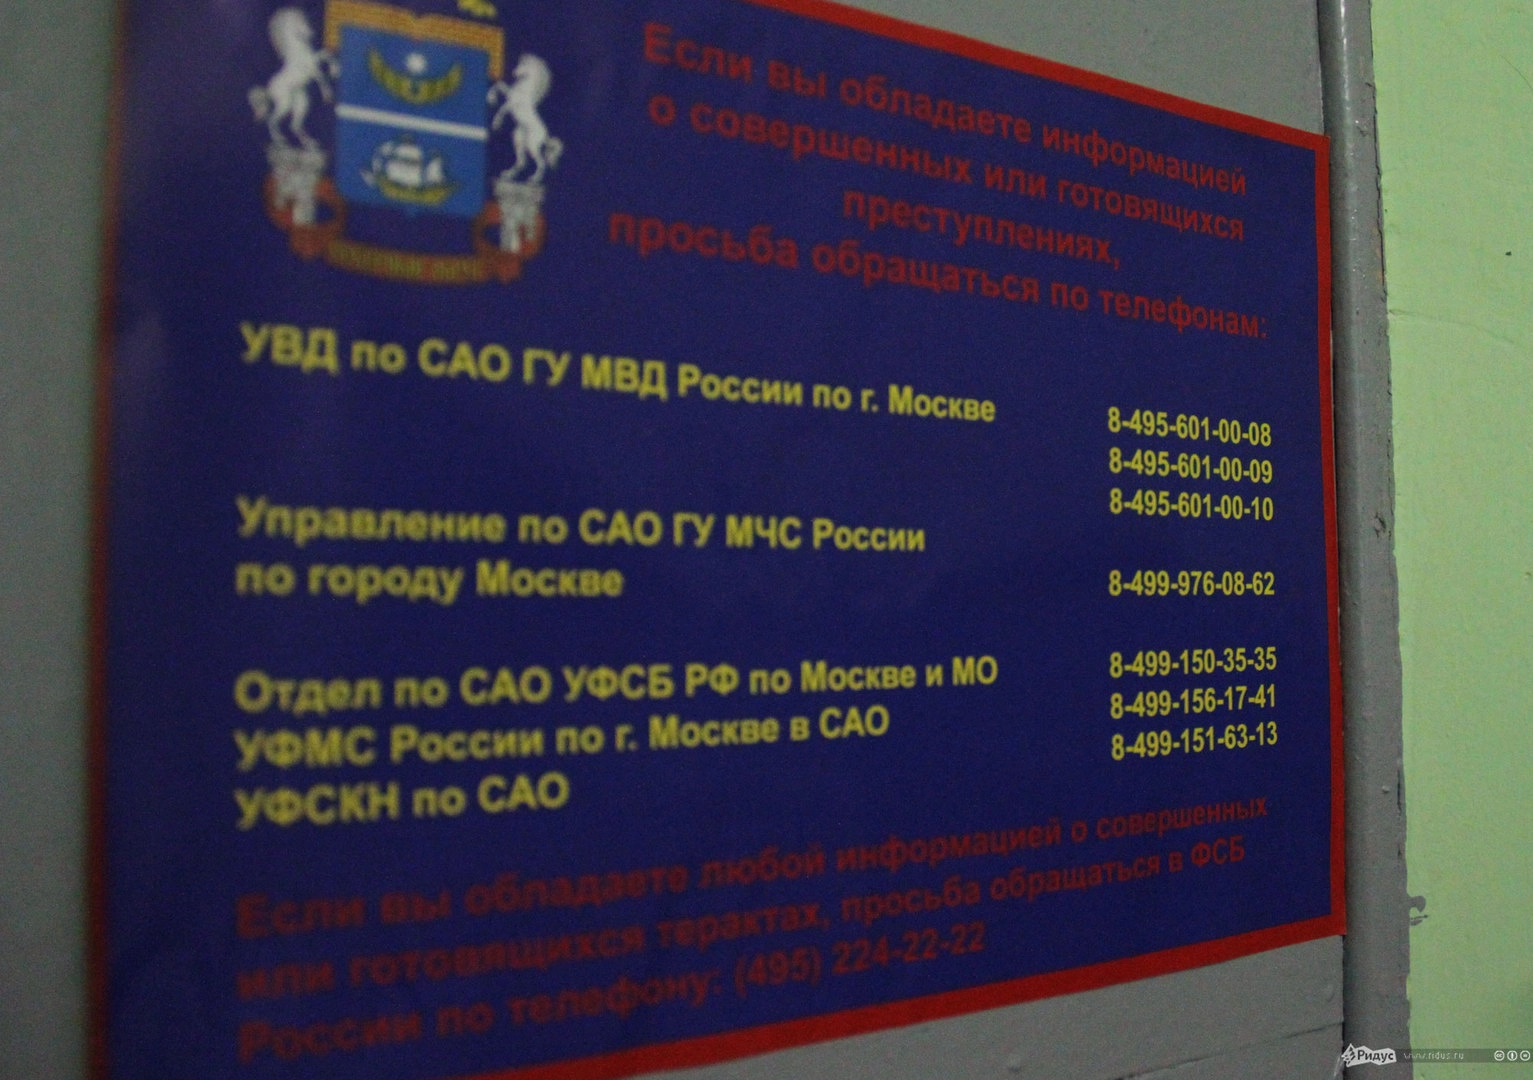 Если вы обладаете информацией
о совершенных или готовящихся
преступлениях,
просьба обращаться по телефонам:
УВД по САО ГУ МВД России по г. Москве
8-495-601-00-08
8-495-601-00-09
8-495-601-00-10
Управление по САО ГУ МЧС России
по городу Москве 8-499-976-08-62
Отдел по САО УФСБ РФ по Москве и МО 8-499-150-35-35
УФМС России по г. Москве в САО 8-499-156-17-41
УФСКН по САО 8-499-151-63-13
Если вы обладаете любой информацией о совершенных
или готовящихся терактах, просьба обращаться в ФСБ
России по телефону: (495) 224-22-22
Ридус www.ridus.ru